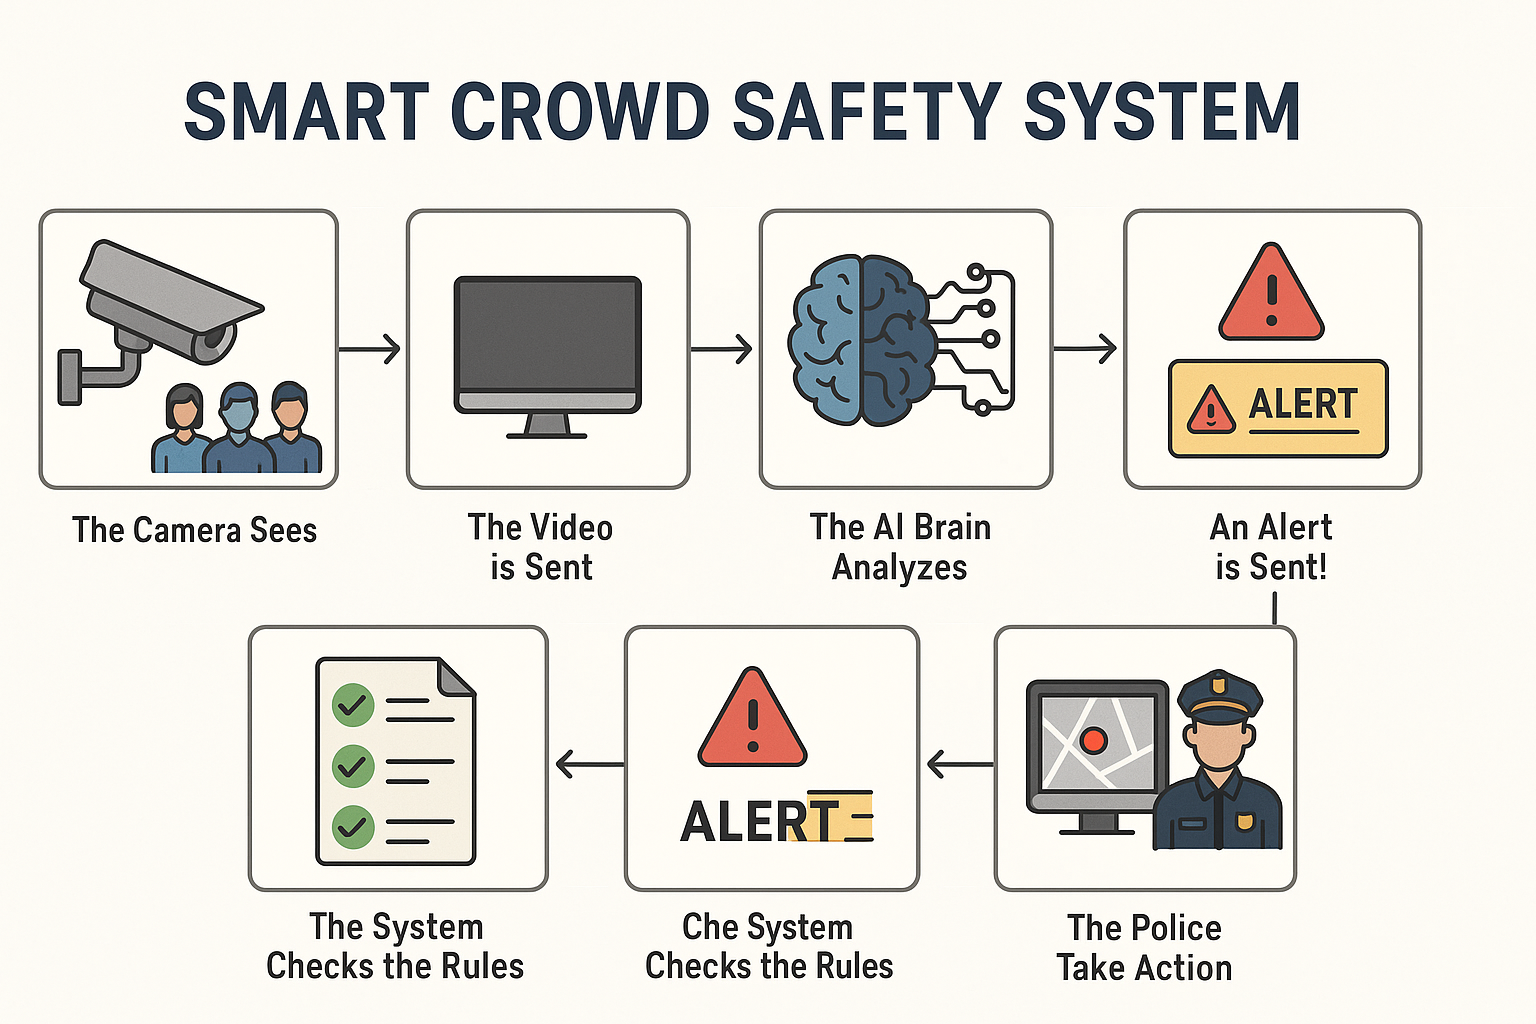 SMART CROWD SAFETY SYSTEM
ALERT
The Camera Sees
The Video
is Sent
The AI Brain
Analyzes
An Alert
is Sent!
ALERT
The System
Checks the Rules
Che System
Checks the Rules
The Police
Take Action